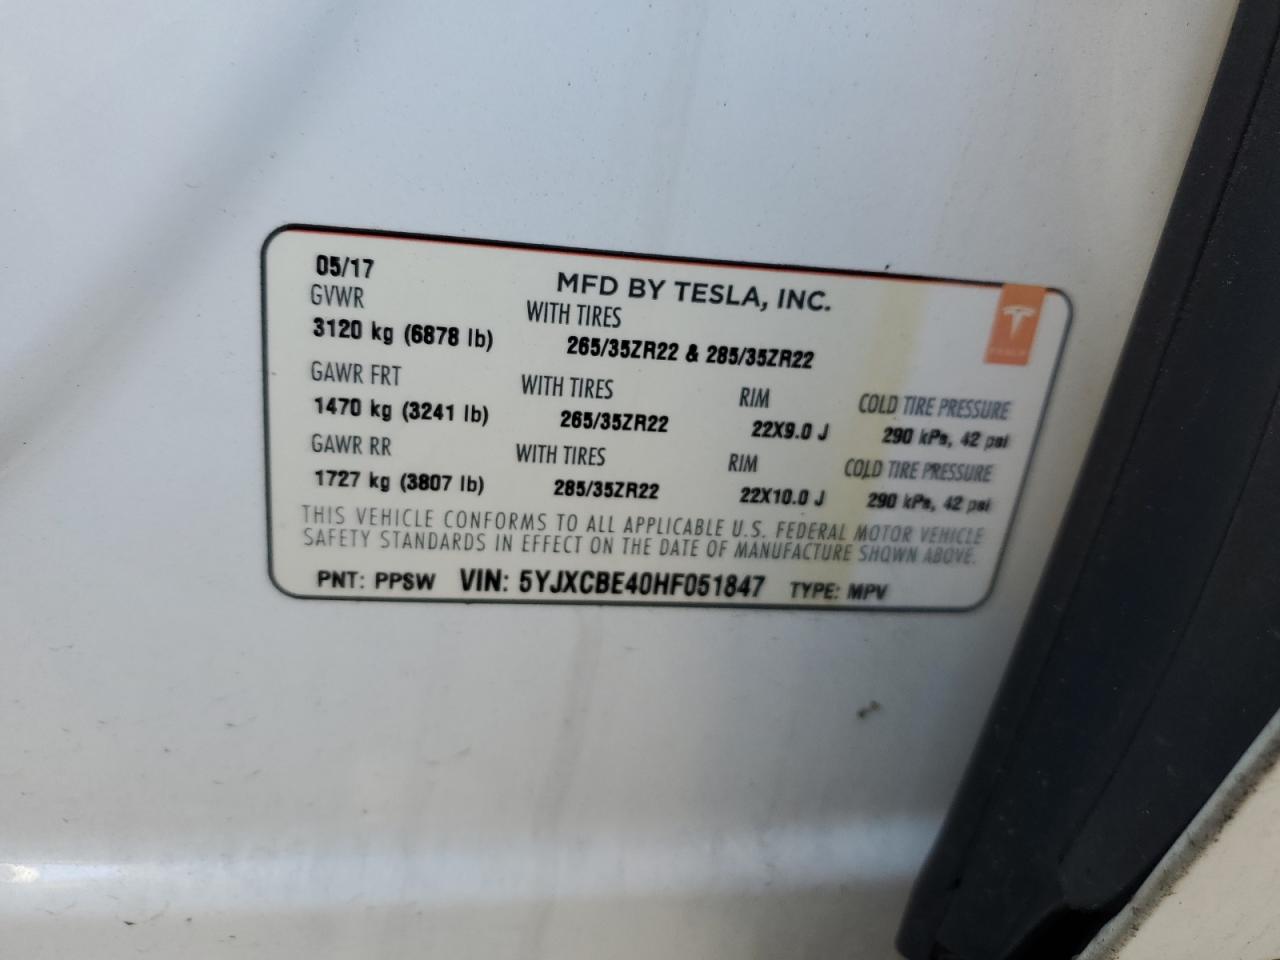 05/17 MFD BY TESLA, INC.
GVWR WITH TIRES
3120 kg (6878 lb) 265/35ZR22 & 285/35ZR22
GAWR FRT WITH TIRES RIM COLD TIRE PRESSURE
1470 kg (3241 lb) 265/35ZR22 22X9.0 J 290 kPa, 42 psi
GAWR RR WITH TIRES RIM COLD TIRE PRESSURE
1727 kg (3807 lb) 285/35ZR22 22X10.0 J 290 kPa, 42 psi
THIS VEHICLE CONFORMS TO ALL APPLICABLE U.S. FEDERAL MOTOR VEHICLE
SAFETY STANDARDS IN EFFECT ON THE DATE OF MANUFACTURE SHOWN ABOVE.
PNT: PPSW VIN: 5YJXCBE40HF051847 TYPE: MPV
TESLA